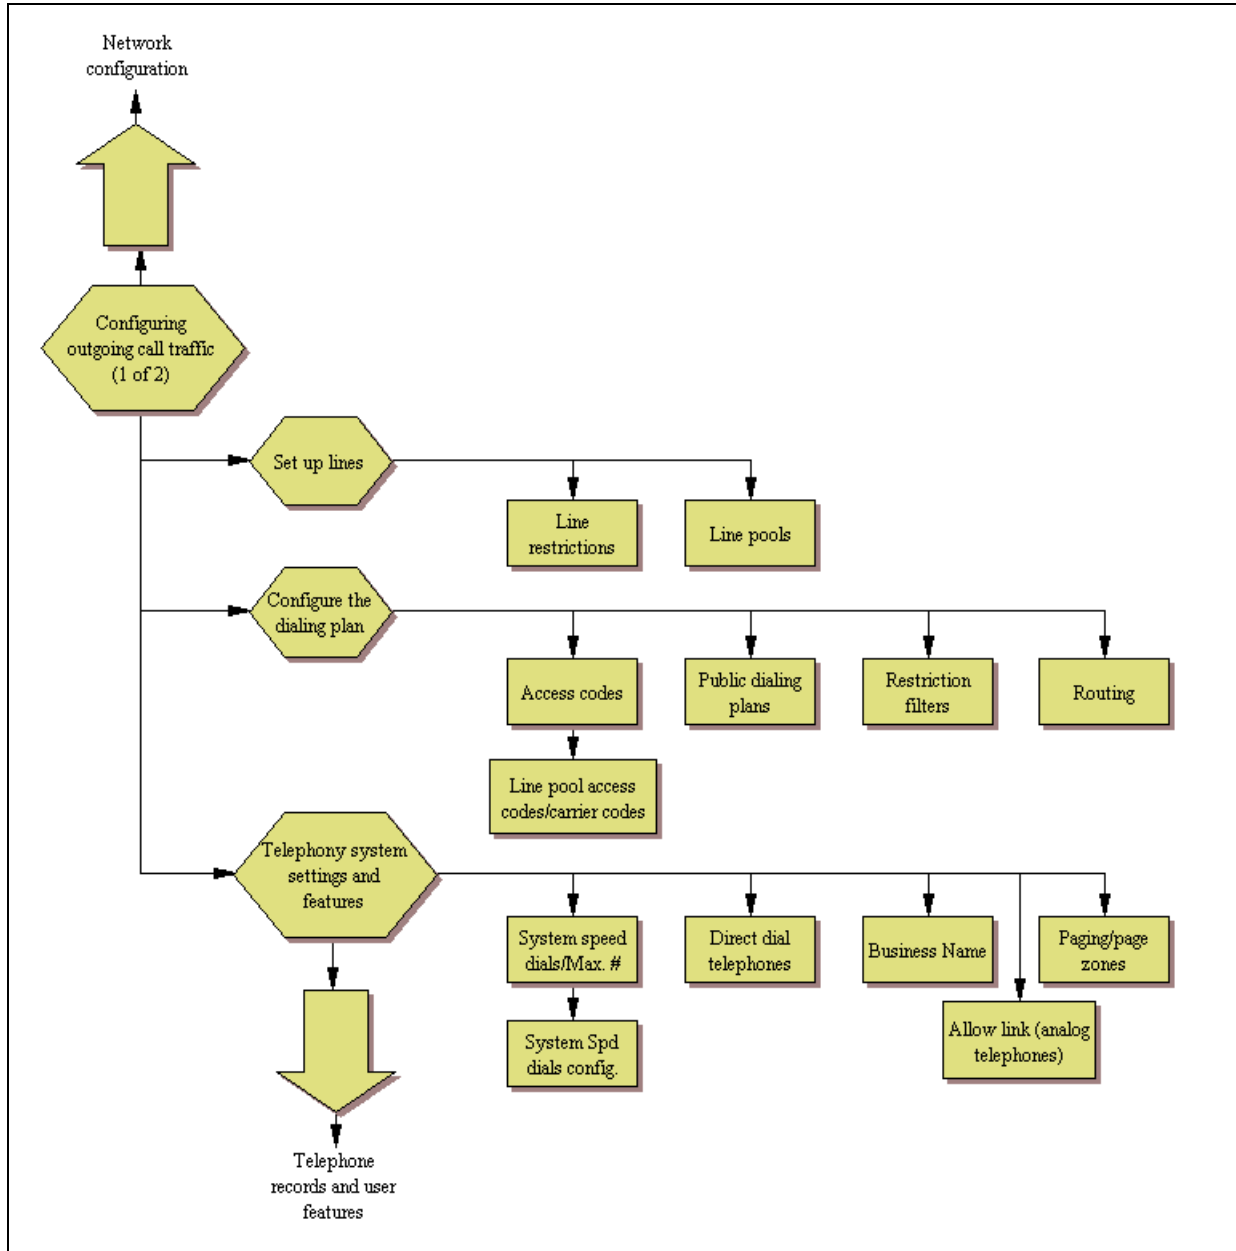 Network
configuration
Configuring
outgoing call traffic
(1 of 2)
Set up lines
Line
restrictions
Line pools
Configure the
dialing plan
Access codes
Public dialing
plans
Restriction
filters
Routing
Line pool access
codes/carrier codes
Telephony system
settings and
features
System speed
dials/Max. #
Direct dial
telephones
Business Name
Paging/page
zones
System Spd
dials config.
Allow link (analog
telephones)
Telephone
records and user
features